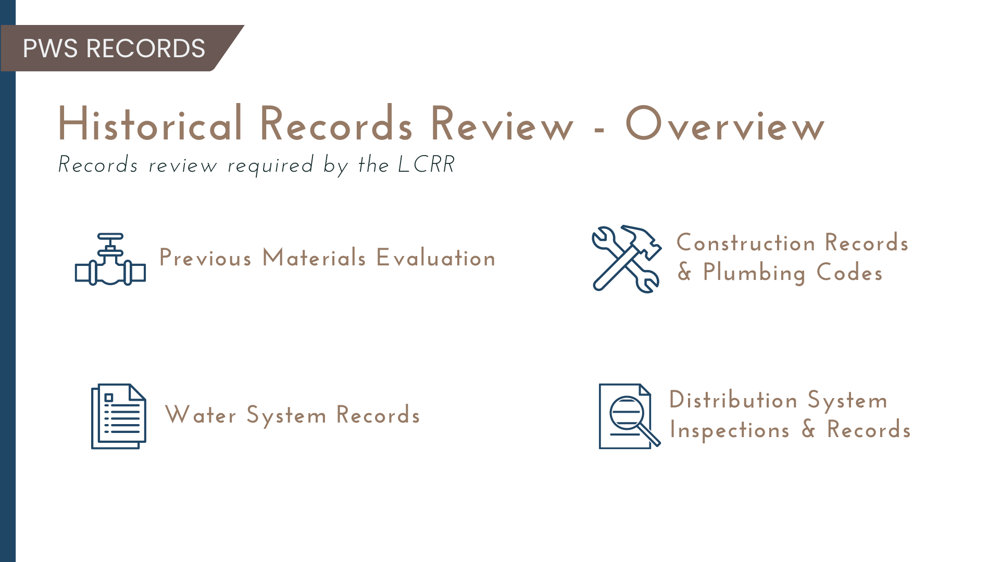 PWS RECORDS
Historical Records Review - Overview
Records review required by the LCRR
Previous Materials Evaluation
Construction Records
& Plumbing Codes
Water System Records
Distribution System
Inspections & Records